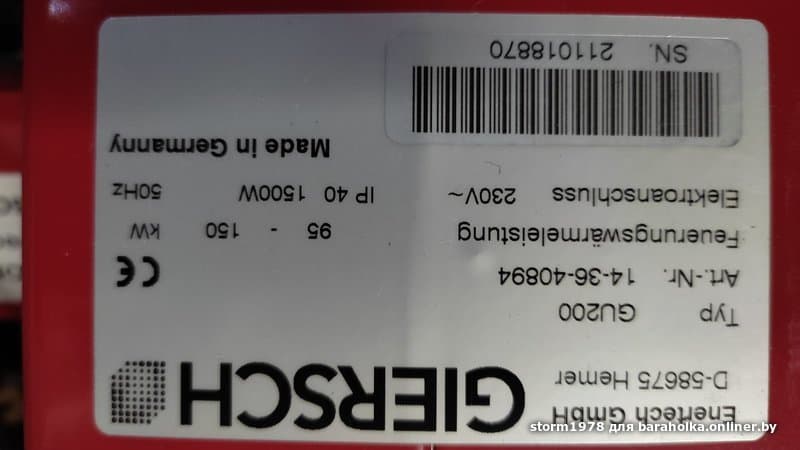 Enertech GmbH
D-58675 Hemer
GIERSCH
Typ GU200
Art.-Nr. 14-36-40894
CE
Feuerungswärmeleistung 95 - 150 kW
Elektroanschluss 230V~ IP 40 1500W 50Hz
Made in Germanny
SN. 211018870
storm1978 для baraholka.onliner.by